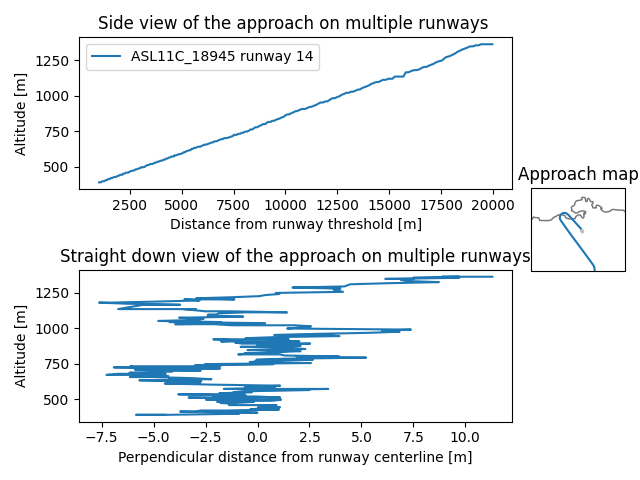 Side view of the approach on multiple runways
1250
1000
750
500
Altitude [m]
ASL11C_18945 runway 14
2500 5000 7500 10000 12500 15000 17500 20000
Distance from runway threshold [m]
Approach map
Straight down view of the approach on multiple runways
1250
1000
750
500
Altitude [m]
−7.5 −5.0 −2.5 0.0 2.5 5.0 7.5 10.0
Perpendicular distance from runway centerline [m]